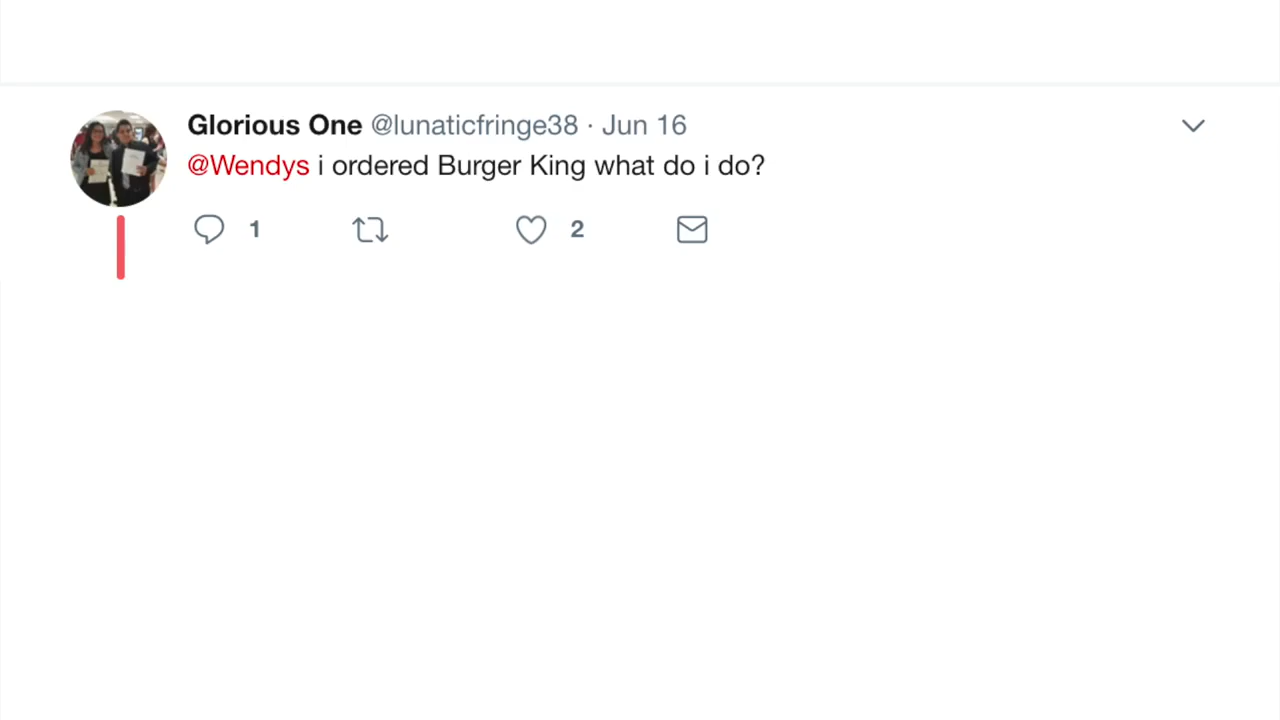 Glorious One @lunaticfringe38 · Jun 16
@Wendys i ordered Burger King what do i do?
1 2